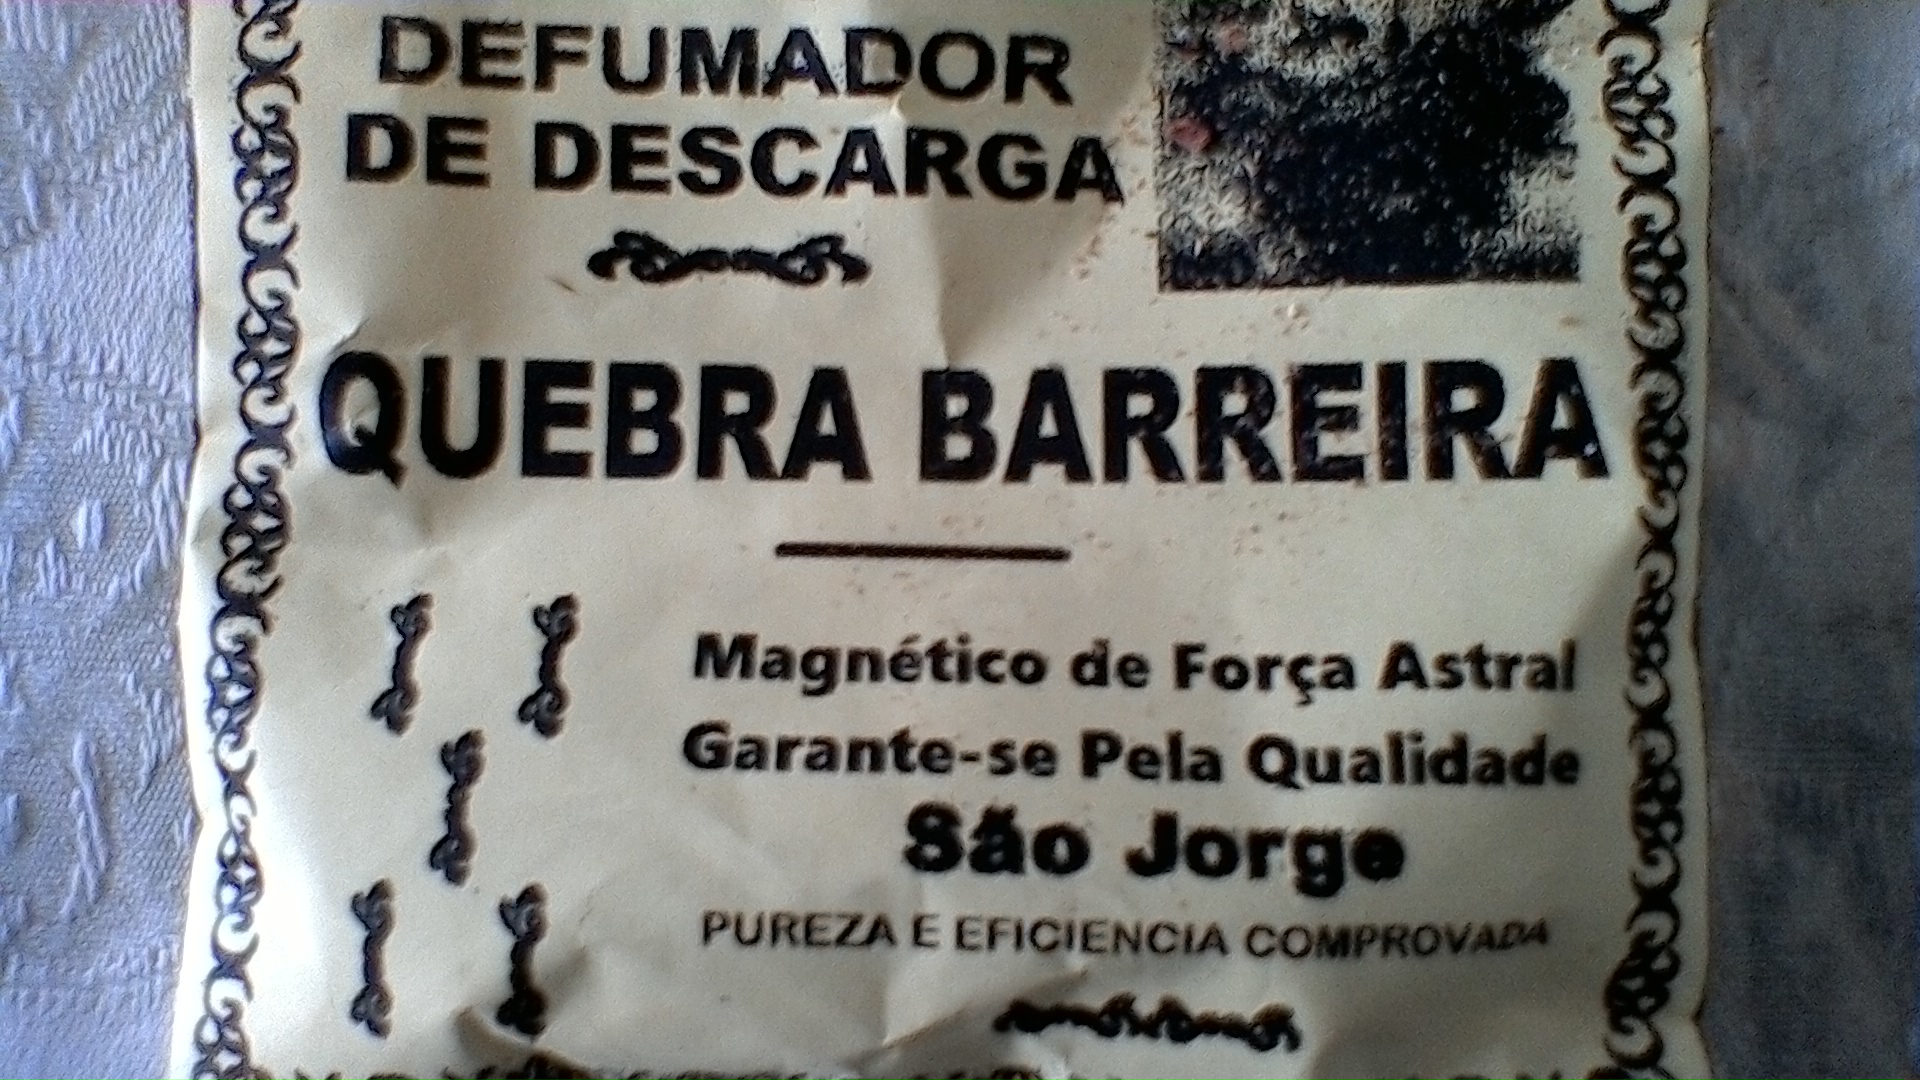 DEFUMADOR
DE DESCARGA
QUEBRA BARREIRA
Magnético de Força Astral
Garante-se Pela Qualidade
São Jorge
PUREZA E EFICIENCIA COMPROVADA